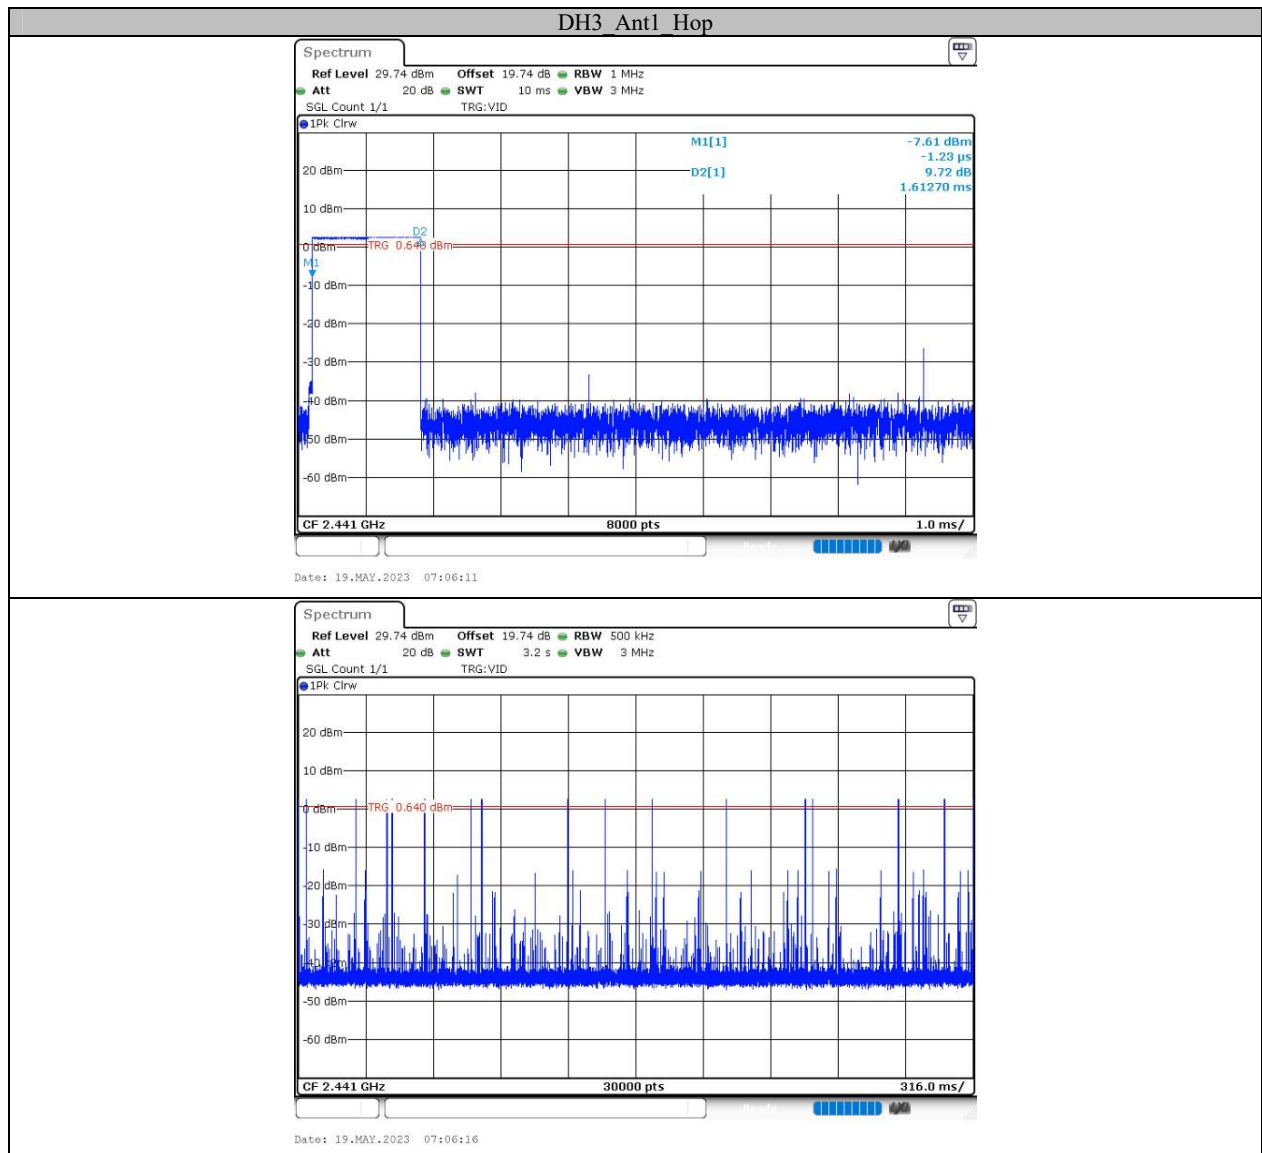 DH3_Ant1_Hop
Spectrum
Ref Level 29.74 dBm Offset 19.74 dB RBW 1 MHz
Att 20 dB SWT 10 ms VBW 3 MHz
SGL Count 1/1 TRG:VID
1Pk Clrw
M1[1] -7.61 dBm
-1.23 µs
20 dBm D2[1] 9.72 dB
1.61270 ms
10 dBm
D2
0 dBm TRG 0.643 dBm
M1
-10 dBm
-20 dBm
-30 dBm
-40 dBm
-50 dBm
-60 dBm
CF 2.441 GHz 8000 pts 1.0 ms/
Date: 19.MAY.2023 07:06:11
Spectrum
Ref Level 29.74 dBm Offset 19.74 dB RBW 500 kHz
Att 20 dB SWT 3.2 s VBW 3 MHz
SGL Count 1/1 TRG:VID
1Pk Clrw
20 dBm
10 dBm
0 dBm TRG 0.640 dBm
-10 dBm
-20 dBm
-30 dBm
-40 dBm
-50 dBm
-60 dBm
CF 2.441 GHz 30000 pts 316.0 ms/
Date: 19.MAY.2023 07:06:16